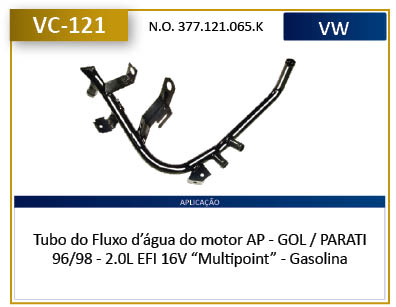 VC-121
N.O. 377.121.065.K
VW
APLICAÇÃO
Tubo do Fluxo d’água do motor AP - GOL / PARATI
96/98 - 2.0L EFI 16V “Multipoint” - Gasolina